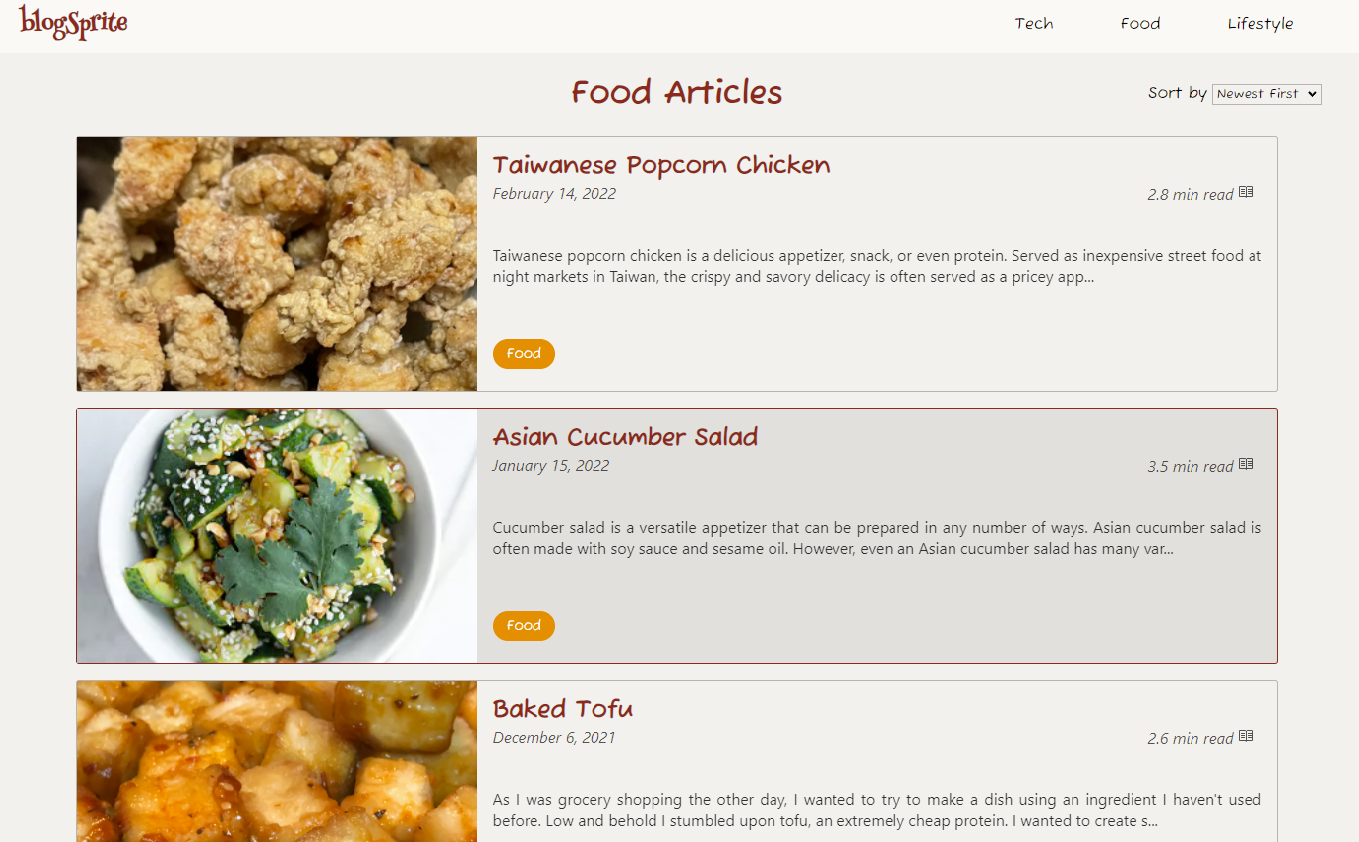 blogSprite
Tech Food Lifestyle
Food Articles
Sort by Newest First
Taiwanese Popcorn Chicken
February 14, 2022 2.8 min read
Taiwanese popcorn chicken is a delicious appetizer, snack, or even protein. Served as inexpensive street food at
night markets in Taiwan, the crispy and savory delicacy is often served as a pricey app...
Food
Asian Cucumber Salad
January 15, 2022 3.5 min read
Cucumber salad is a versatile appetizer that can be prepared in any number of ways. Asian cucumber salad is
often made with soy sauce and sesame oil. However, even an Asian cucumber salad has many var...
Food
Baked Tofu
December 6, 2021 2.6 min read
As I was grocery shopping the other day, I wanted to try to make a dish using an ingredient I haven't used
before. Low and behold I stumbled upon tofu, an extremely cheap protein. I wanted to create s...